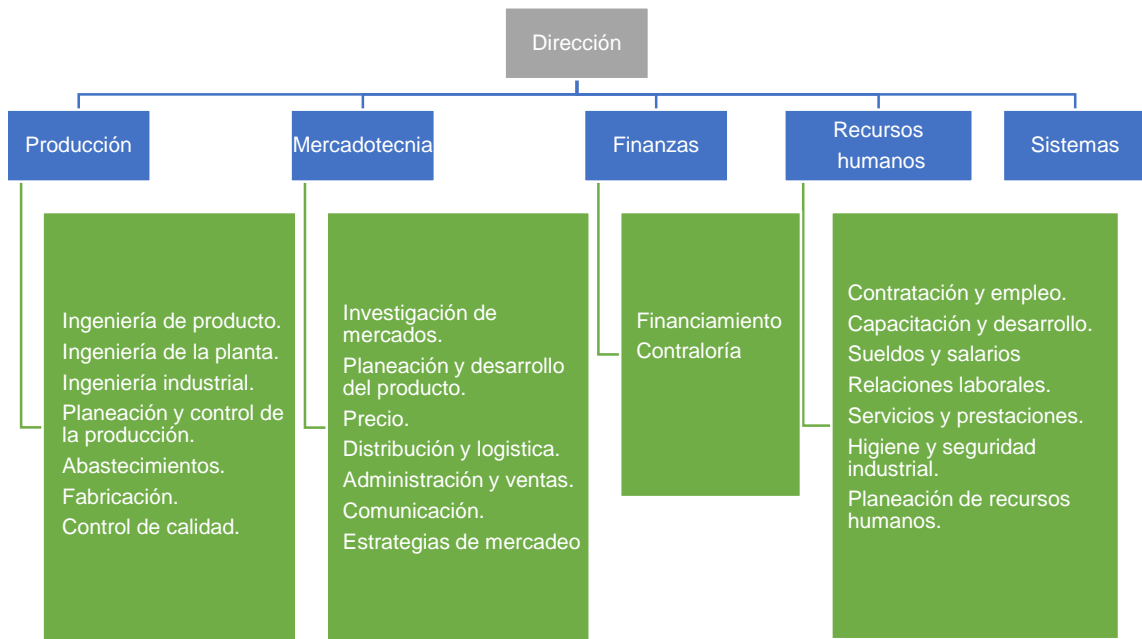 Dirección
Producción
Mercadotecnia
Finanzas
Recursos
humanos
Sistemas
Ingeniería de producto.
Ingeniería de la planta.
Ingeniería industrial.
Planeación y control de
la producción.
Abastecimientos.
Fabricación.
Control de calidad.
Investigación de
mercados.
Planeación y desarrollo
del producto.
Precio.
Distribución y logistica.
Administración y ventas.
Comunicación.
Estrategias de mercadeo
Financiamiento
Contraloría
Contratación y empleo.
Capacitación y desarrollo.
Sueldos y salarios
Relaciones laborales.
Servicios y prestaciones.
Higiene y seguridad
industrial.
Planeación de recursos
humanos.